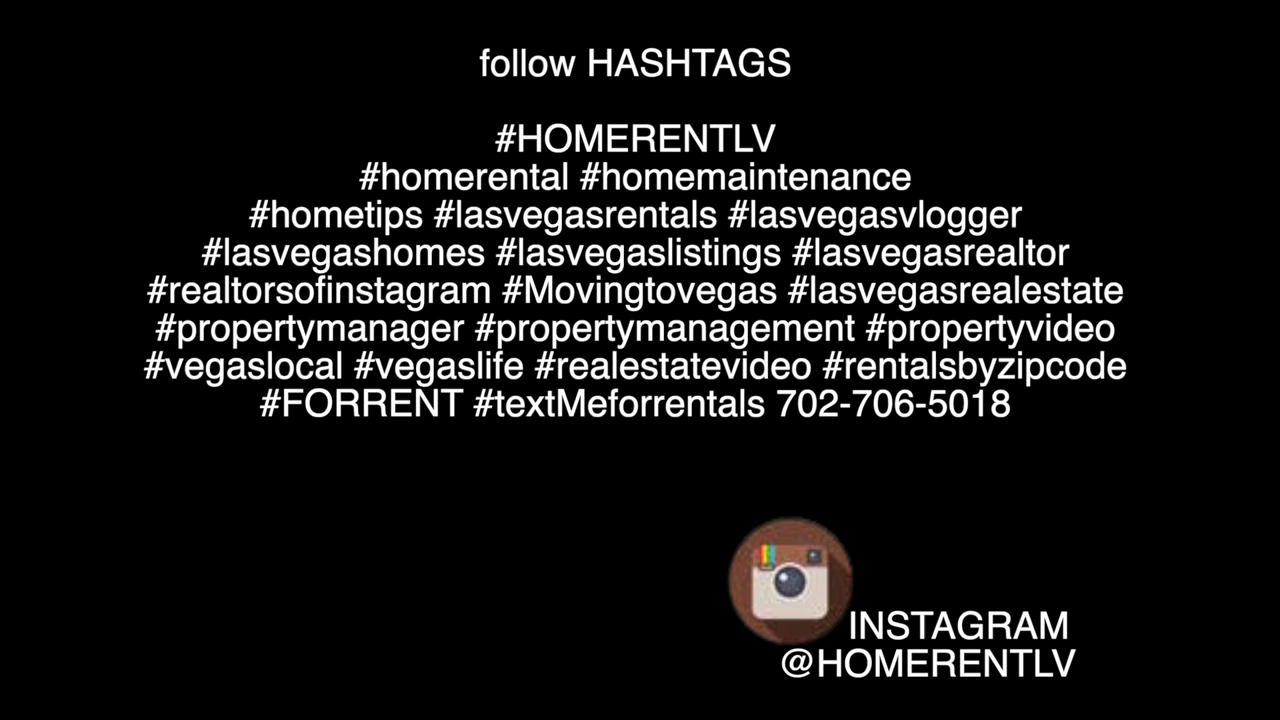 follow HASHTAGS
#HOMERENTLV
#homerental #homemaintenance
#hometips #lasvegasrentals #lasvegasvlogger
#lasvegashomes #lasvegaslistings #lasvegasrealtor
#realtorsofinstagram #Movingtovegas #lasvegasrealestate
#propertymanager #propertymanagement #propertyvideo
#vegaslocal #vegaslife #realestatevideo #rentalsbyzipcode
#FORRENT #textMeforrentals 702-706-5018
INSTAGRAM
@HOMERENTLV